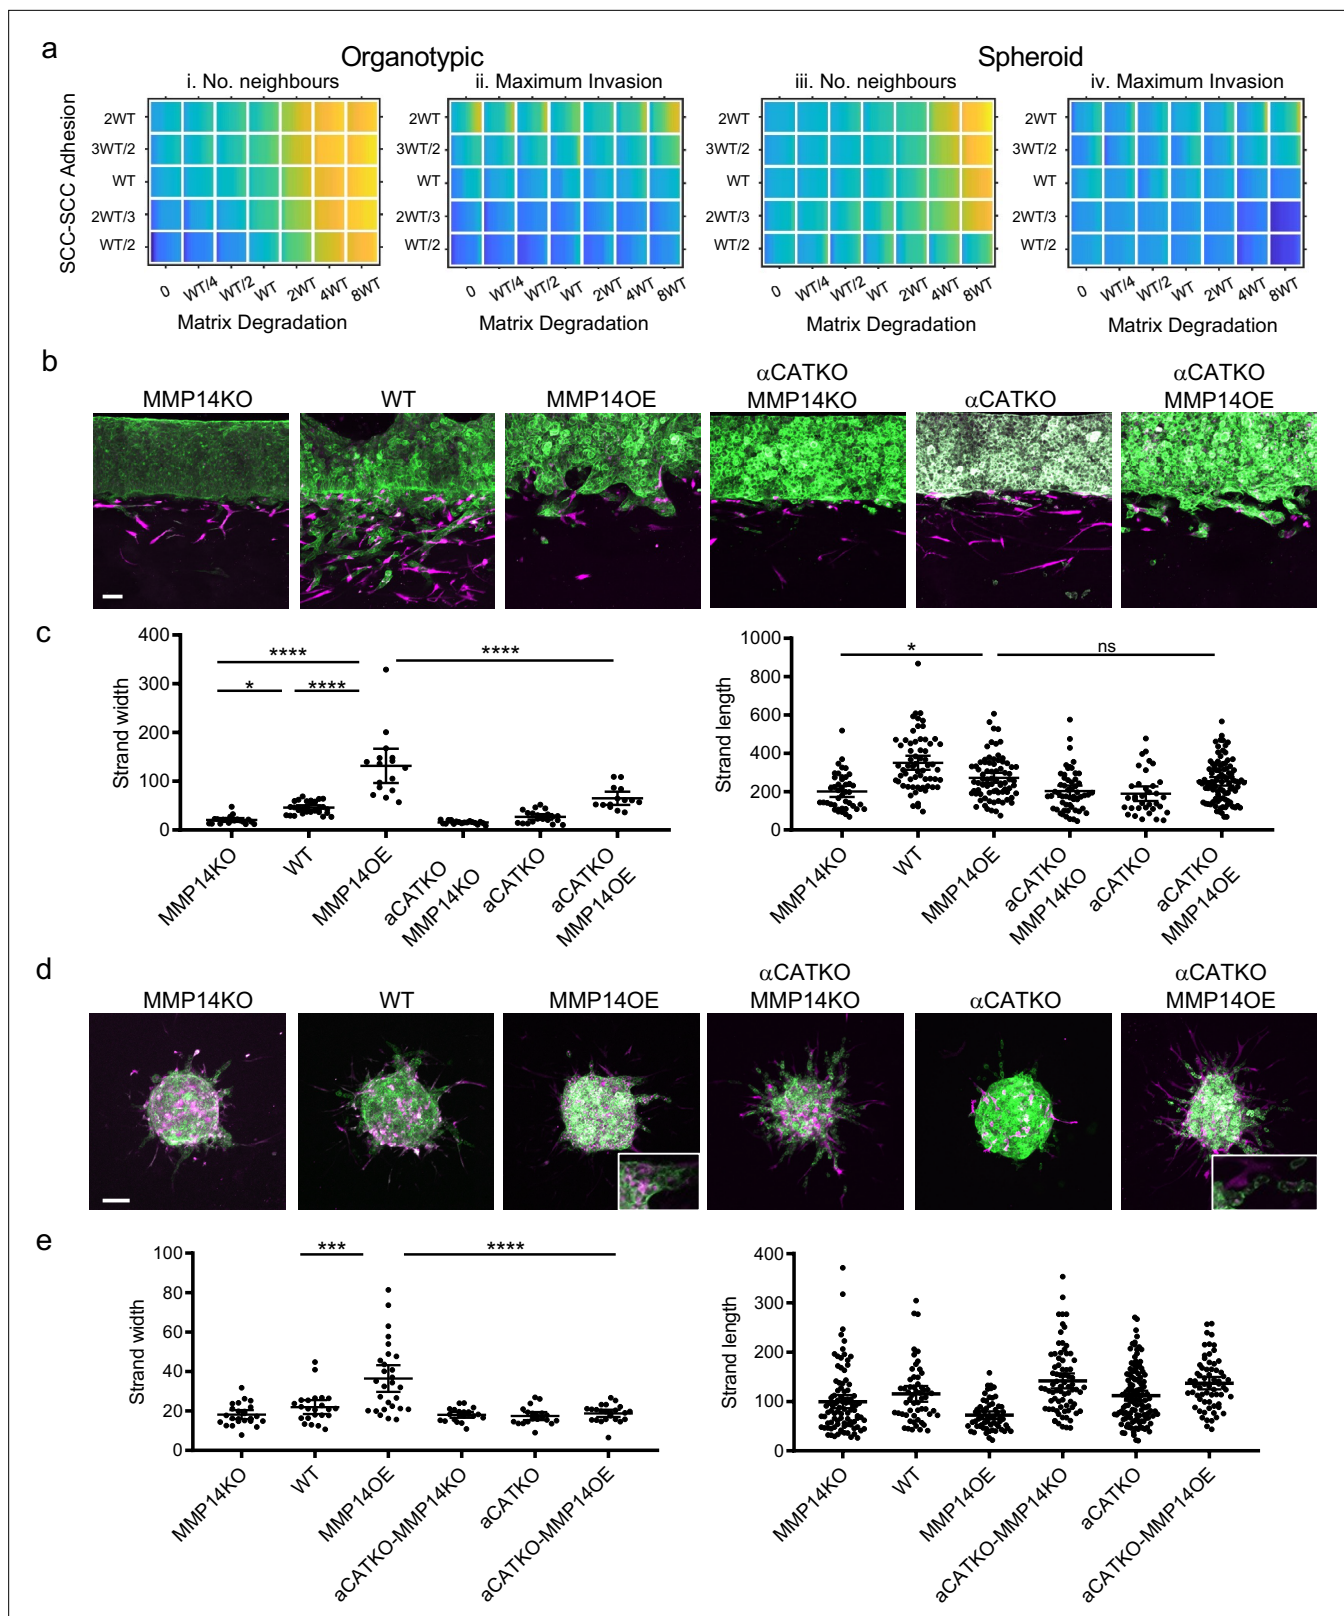 a
Organotypic
Spheroid
i. No. neighbours
ii. Maximum Invasion
iii. No. neighbours
iv. Maximum Invasion
SCC-SCC Adhesion
2WT
3WT/2
WT
2WT/3
WT/2
2WT
3WT/2
WT
2WT/3
WT/2
2WT
3WT/2
WT
2WT/3
WT/2
2WT
3WT/2
WT
2WT/3
WT/2
0 WT/4 WT/2 WT 2WT 4WT 8WT
0 WT/4 WT/2 WT 2WT 4WT 8WT
0 WT/4 WT/2 WT 2WT 4WT 8WT
0 WT/4 WT/2 WT 2WT 4WT 8WT
Matrix Degradation
Matrix Degradation
Matrix Degradation
Matrix Degradation
b
MMP14KO
WT
MMP14OE
αCATKO
MMP14KO
αCATKO
αCATKO
MMP14OE
c
Strand width
400
300
200
100
0
****
* ****
****
MMP14KO
WT
MMP14OE
aCATKO
MMP14KO
aCATKO
aCATKO
MMP14OE
Strand length
1000
800
600
400
200
0
*
ns
MMP14KO
WT
MMP14OE
aCATKO
MMP14KO
aCATKO
aCATKO
MMP14OE
d
MMP14KO
WT
MMP14OE
αCATKO
MMP14KO
αCATKO
αCATKO
MMP14OE
e
Strand width
100
80
60
40
20
0
***
****
MMP14KO
WT
MMP14OE
aCATKO-MMP14KO
aCATKO
aCATKO-MMP14OE
Strand length
400
300
200
100
0
MMP14KO
WT
MMP14OE
aCATKO-MMP14KO
aCATKO
aCATKO-MMP14OE